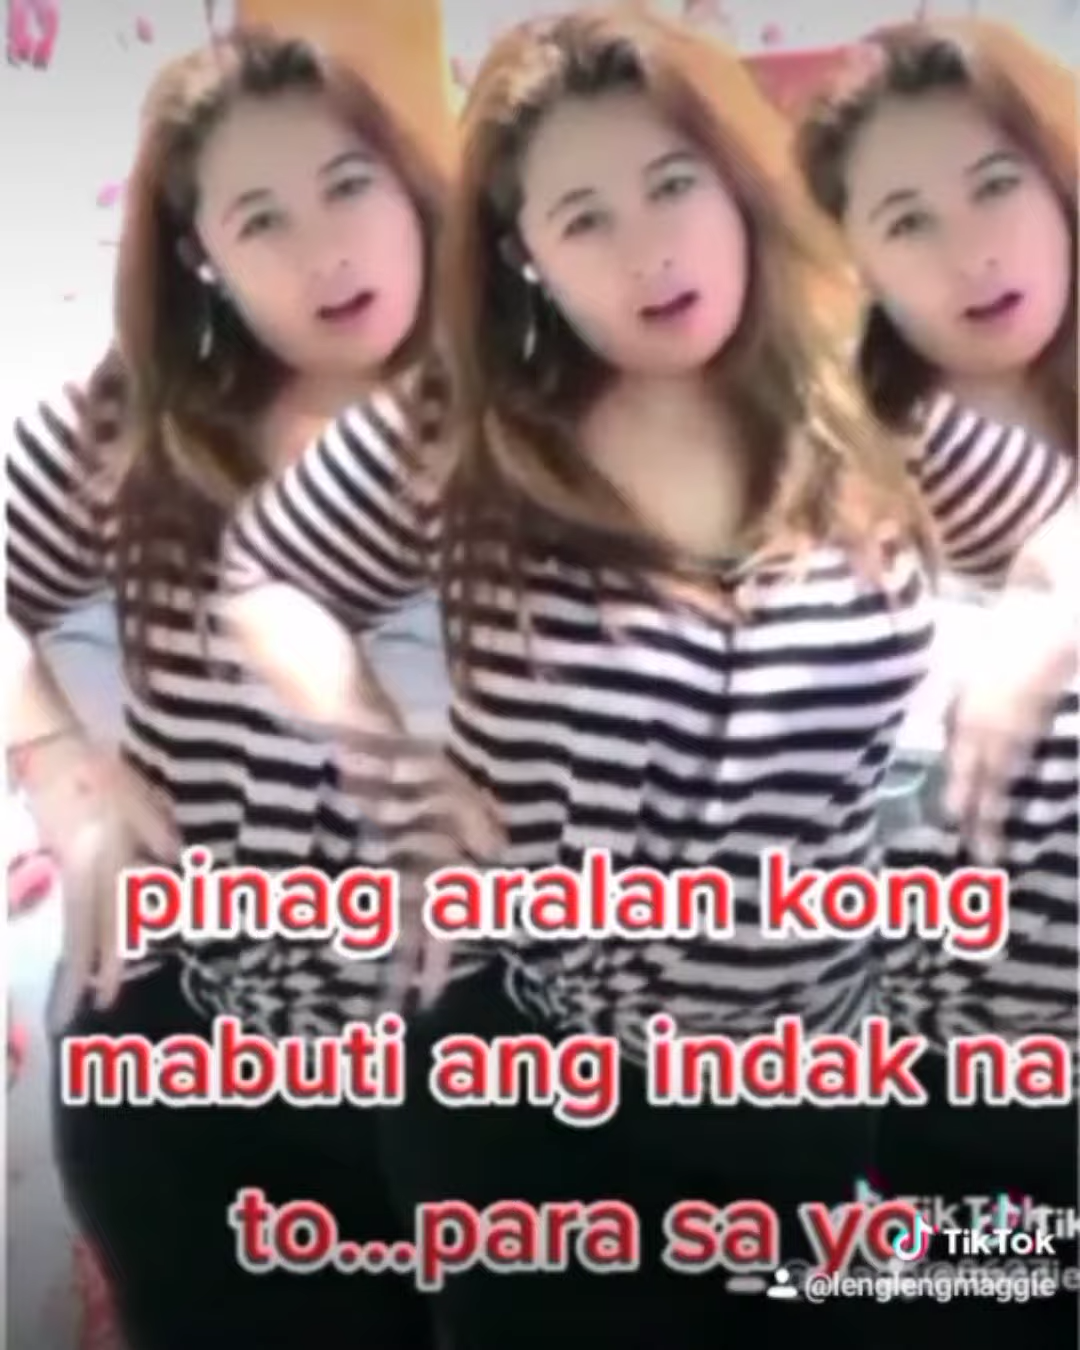 pinag aralan kong
mabuti ang indak na
to...para sa yo
TikTok
@lenglengmaggie